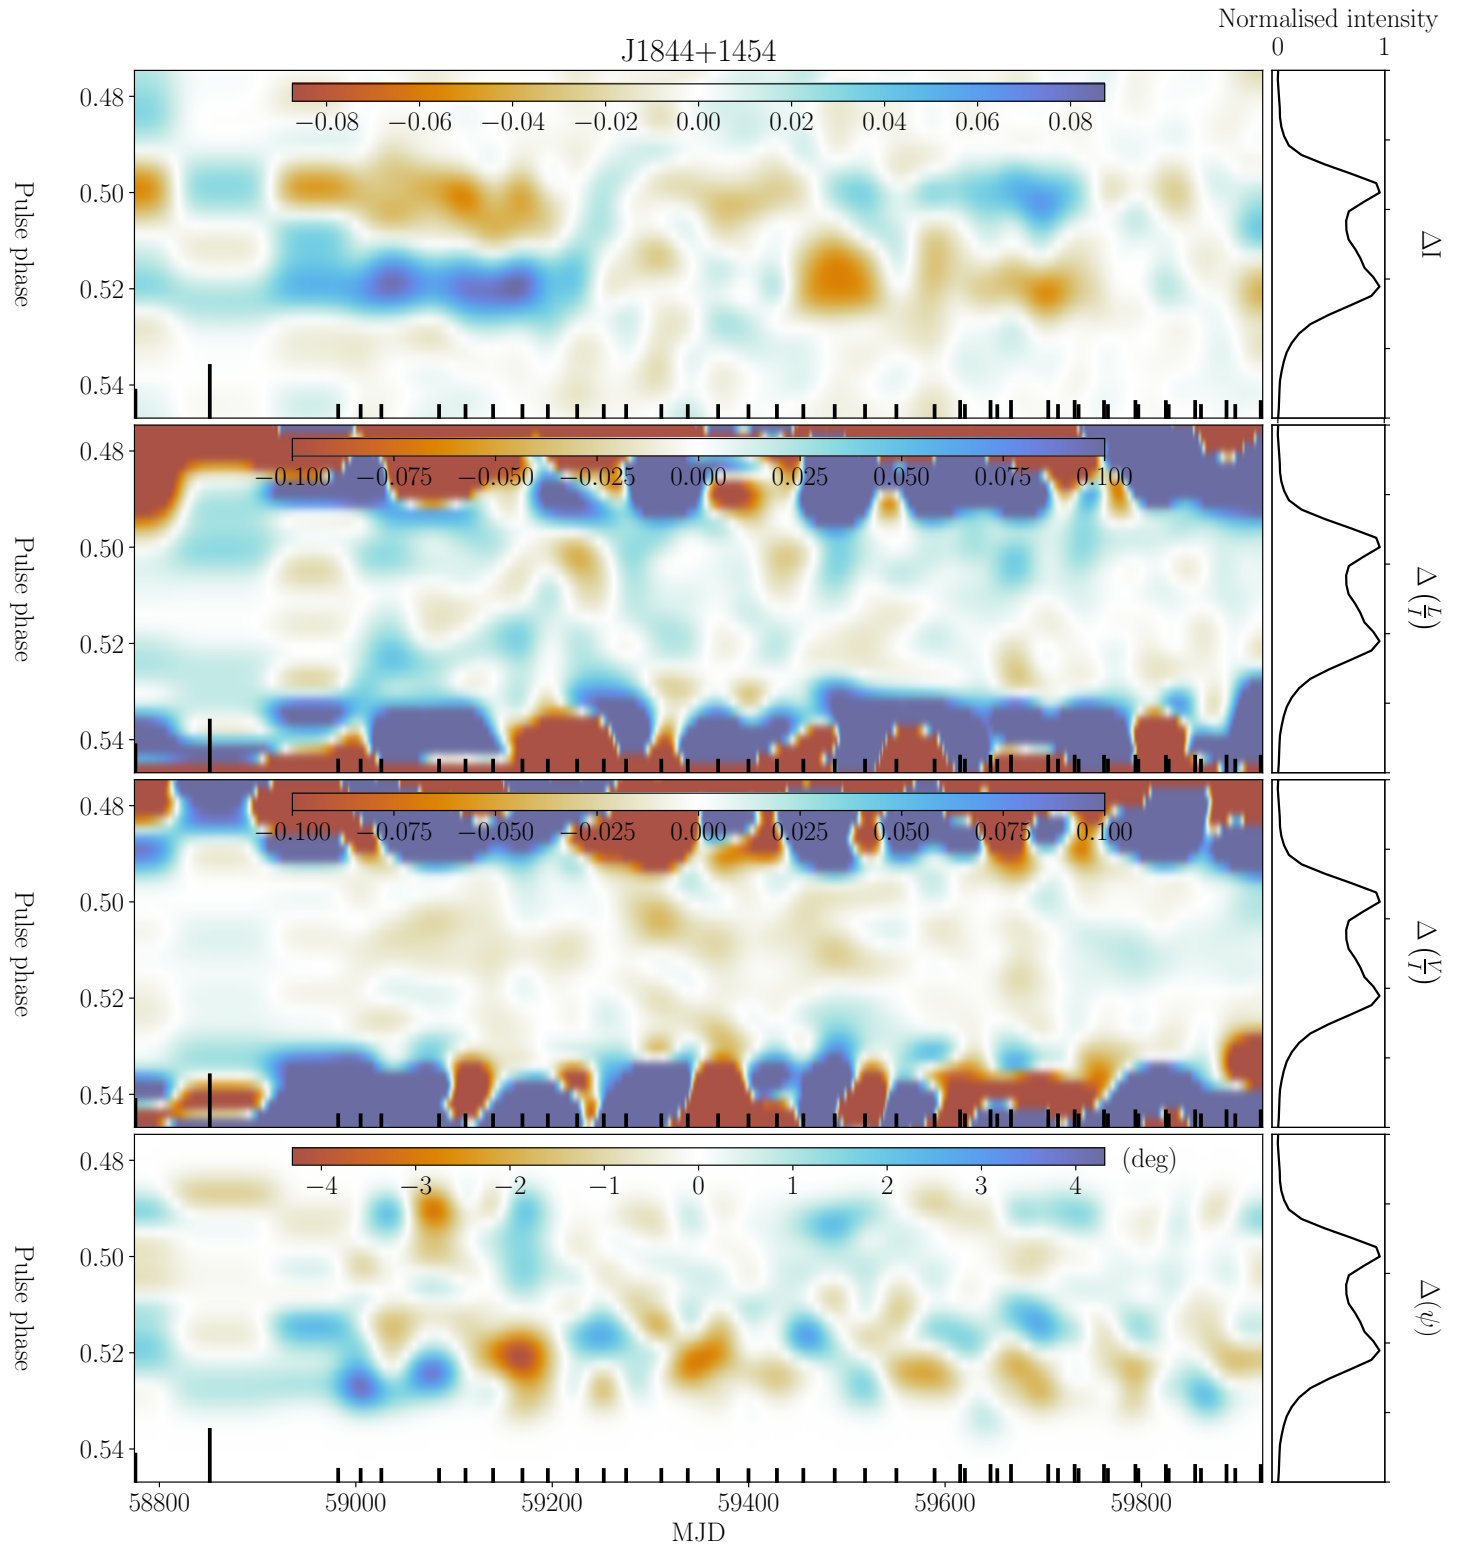 Normalised intensity
J1844+1454
0 1
0.48
−0.08 −0.06 −0.04 −0.02 0.00 0.02 0.04 0.06 0.08
0.50
0.52
0.54
Pulse phase
ΔI
0.48
−0.100 −0.075 −0.050 −0.025 0.000 0.025 0.050 0.075 0.100
0.50
0.52
0.54
Pulse phase
Δ(L/I)
0.48
−0.100 −0.075 −0.050 −0.025 0.000 0.025 0.050 0.075 0.100
0.50
0.52
0.54
Pulse phase
Δ(V/I)
0.48
(deg)
−4 −3 −2 −1 0 1 2 3 4
0.50
0.52
0.54
Pulse phase
Δ(ψ)
58800 59000 59200 59400 59600 59800
MJD